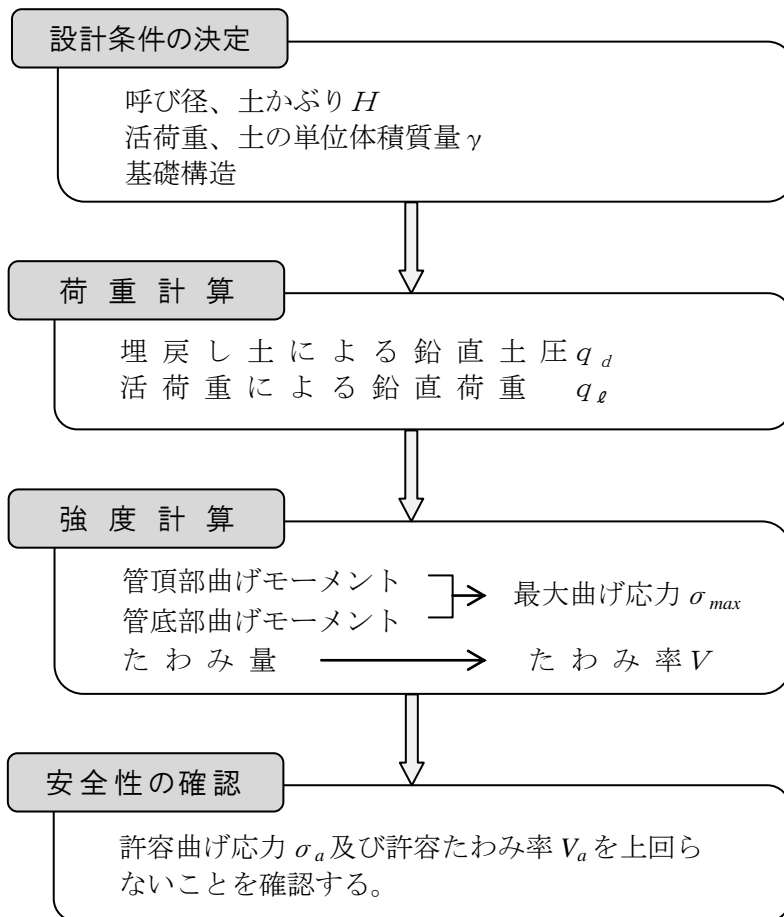 設計条件の決定
呼び径、土かぶりH
活荷重、土の単位体積質量γ
基礎構造
荷重計算
埋戻し土による鉛直土圧q d
活荷重による鉛直荷重 q ℓ
強度計算
管頂部曲げモーメント
管底部曲げモーメント
最大曲げ応力σmax
たわみ量
たわみ率V
安全性の確認
許容曲げ応力σa及び許容たわみ率Vaを上回ら
ないことを確認する。